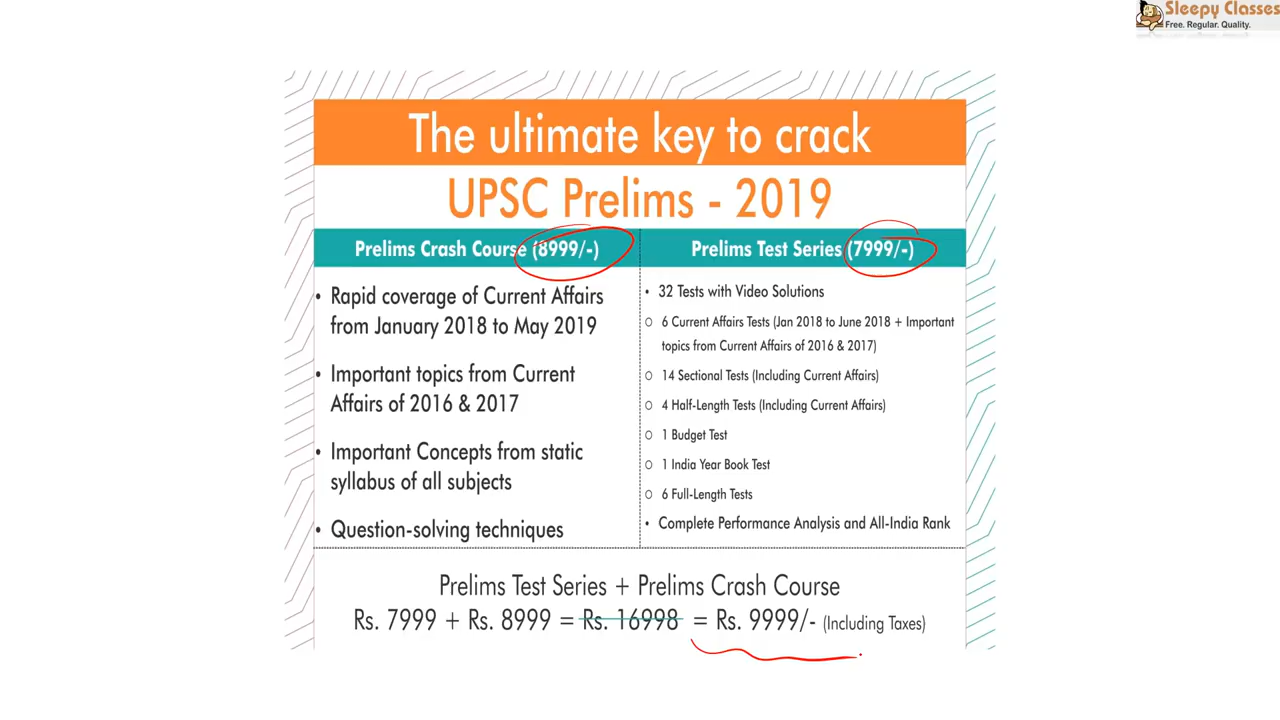 Sleepy Classes
Free. Regular. Quality.
The ultimate key to crack
UPSC Prelims - 2019
Prelims Crash Course (8999/-)
• Rapid coverage of Current Affairs
from January 2018 to May 2019
• Important topics from Current
Affairs of 2016 & 2017
• Important Concepts from static
syllabus of all subjects
• Question-solving techniques
Prelims Test Series (7999/-)
• 32 Tests with Video Solutions
O 6 Current Affairs Tests (Jan 2018 to June 2018 + Important
topics from Current Affairs of 2016 & 2017)
O 14 Sectional Tests (Including Current Affairs)
O 4 Half-Length Tests (Including Current Affairs)
O 1 Budget Test
O 1 India Year Book Test
O 6 Full-Length Tests
• Complete Performance Analysis and All-India Rank
Prelims Test Series + Prelims Crash Course
Rs. 7999 + Rs. 8999 = Rs. 16998 = Rs. 9999/- (Including Taxes)